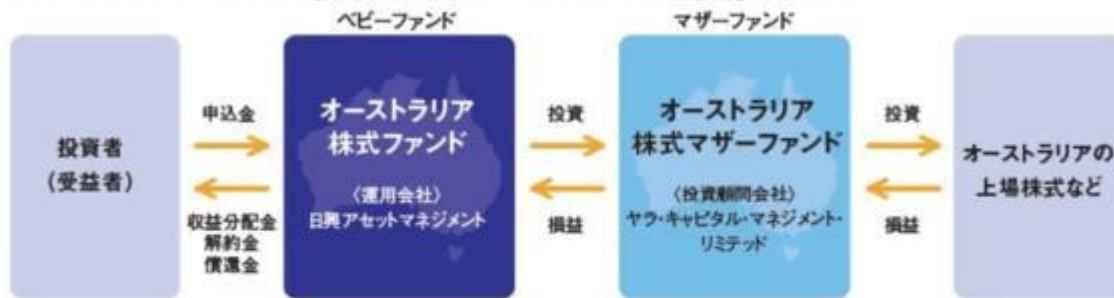 ベビーファンド
マザーファンド
投資者
(受益者)
申込金
収益分配金
解約金
償還金
オーストラリア
株式ファンド
〈運用会社〉
日興アセットマネジメント
投資
損益
オーストラリア
株式マザーファンド
〈投資顧問会社〉
ヤラ・キャピタル・マネジメント・
リミテッド
投資
損益
オーストラリアの
上場株式など